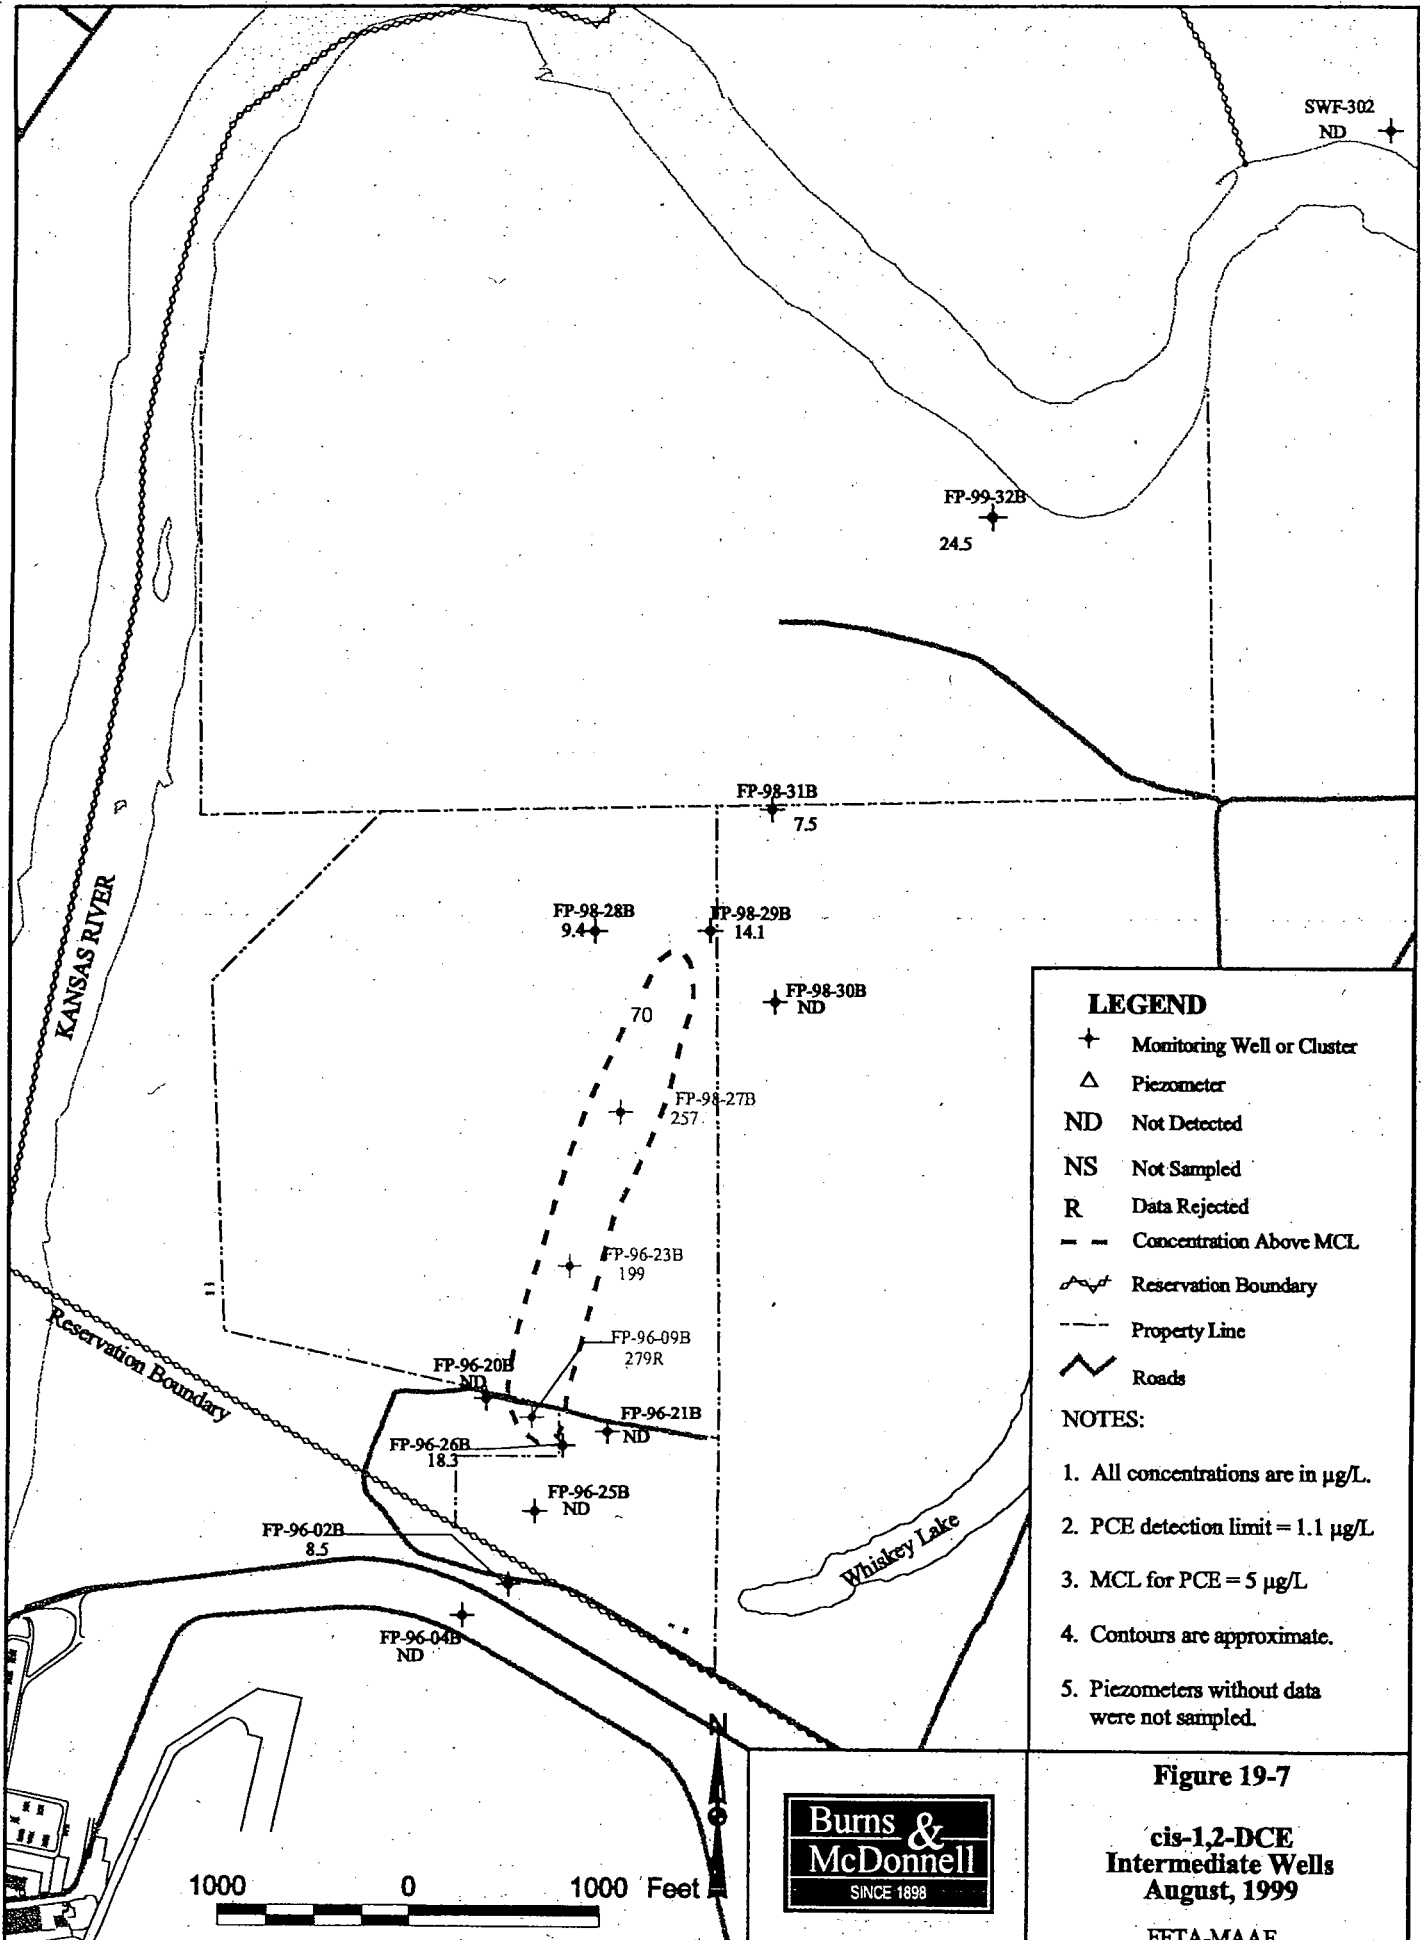 SWF-302
ND
FP-99-32B
24.5
FP-98-31B
7.5
KANSAS RIVER
FP-98-28B
9.4
FP-98-29B
14.1
FP-98-30B
ND
70
FP-98-27B
257
FP-96-23B
199
FP-96-09B
279R
Reservation Boundary
FP-96-20B
ND
FP-96-21B
ND
FP-96-26B
18.3
FP-96-25B
ND
FP-96-02B
8.5
FP-96-04B
ND
Whiskey Lake
LEGEND
Monitoring Well or Cluster
Piezometer
ND Not Detected
NS Not Sampled
R Data Rejected
Concentration Above MCL
Reservation Boundary
Property Line
Roads
NOTES:
1. All concentrations are in µg/L.
2. PCE detection limit = 1.1 µg/L
3. MCL for PCE = 5 µg/L
4. Contours are approximate.
5. Piezometers without data
were not sampled.
N
1000 0 1000 Feet
Burns &
McDonnell
SINCE 1898
Figure 19-7
cis-1,2-DCE
Intermediate Wells
August, 1999
FFTA-MAAF